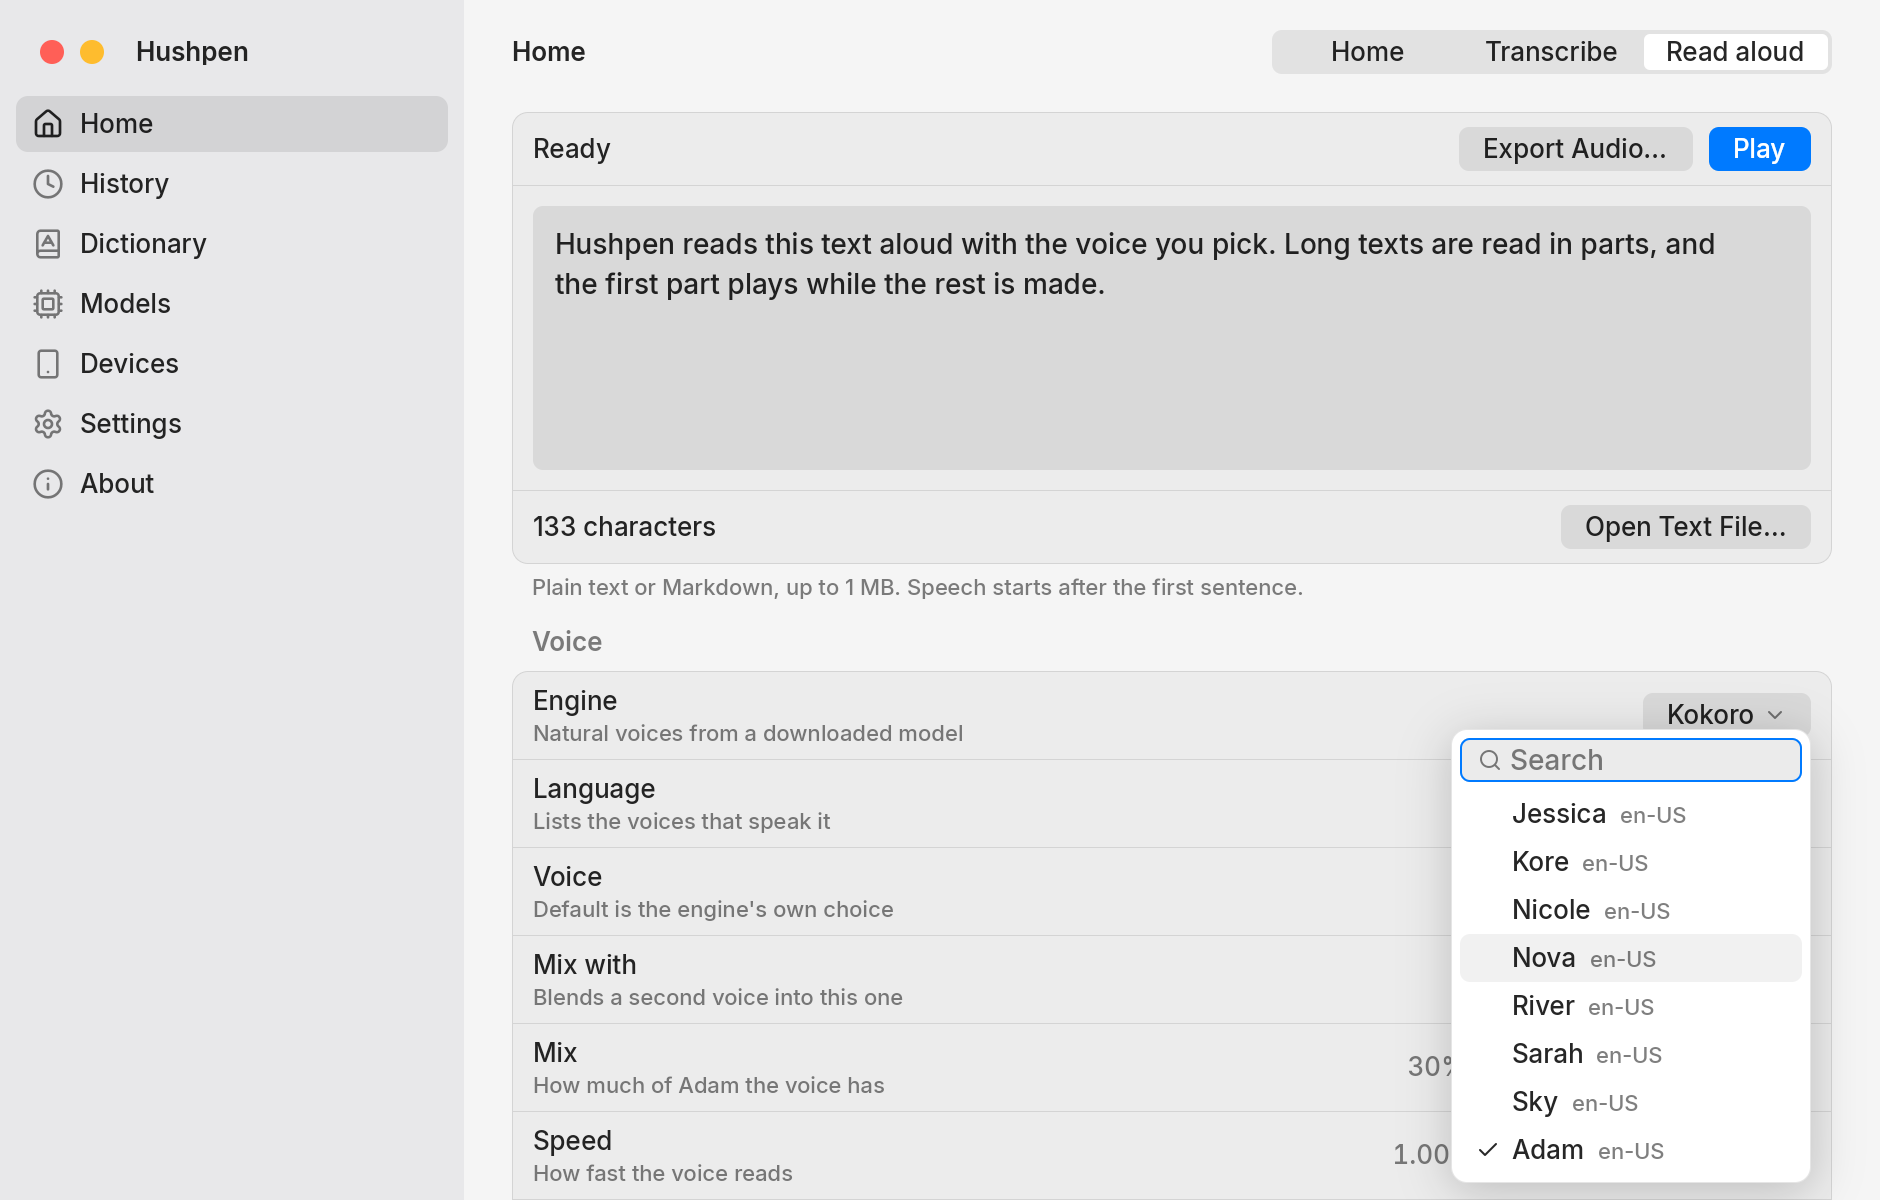 Hushpen
Home
History
Dictionary
Models
Devices
Settings
About
Home
Home Transcribe Read aloud
Ready
Export Audio... Play
Hushpen reads this text aloud with the voice you pick. Long texts are read in parts, and
the first part plays while the rest is made.
133 characters
Open Text File...
Plain text or Markdown, up to 1 MB. Speech starts after the first sentence.
Voice
Engine
Natural voices from a downloaded model
Kokoro
Language
Lists the voices that speak it
Voice
Default is the engine's own choice
Mix with
Blends a second voice into this one
Mix
How much of Adam the voice has
30%
Speed
How fast the voice reads
1.00
Search
Jessica en-US
Kore en-US
Nicole en-US
Nova en-US
River en-US
Sarah en-US
Sky en-US
Adam en-US